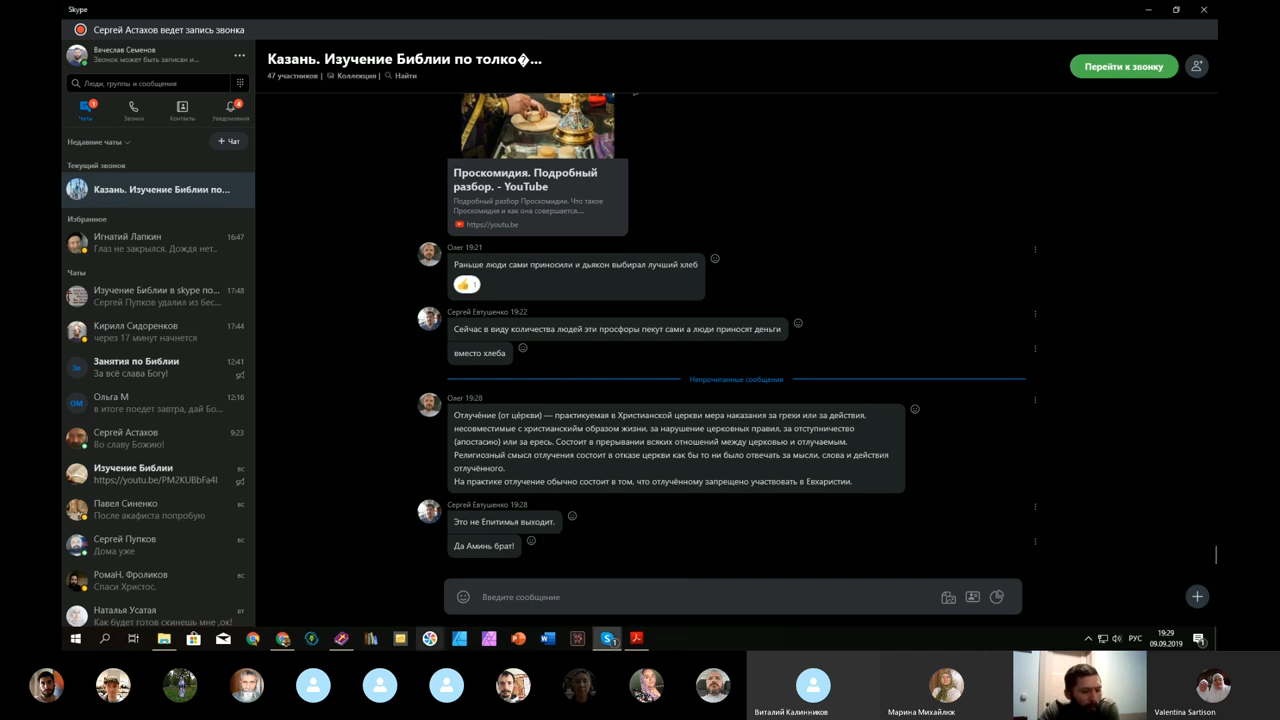 Skype
Сергей Астахов ведет запись звонка
Вячеслав Семенов
Звонок может быть записан и...
Люди, группы и сообщения
Чаты
1
Звонки
Контакты
Уведомления
4
Недавние чаты
+ Чат
Текущий звонок
Казань. Изучение Библии по...
Избранное
Игнатий Лапкин 16:47
Глаз не закрылся. Дождя нет...
Чаты
Изучение Библии в skype по... 17:48
Сергей Пупков удалил из бес...
Кирилл Сидоренков 17:44
через 17 минут начнется
Зп
Занятия по Библии 12:41
За всё слава Богу!
ОМ
Ольга М 12:16
в итоге поедет завтра, дай Бо...
Сергей Астахов 9:23
Во славу Божию!
Изучение Библии вс
https://youtu.be/PM2KUBbFa4I
Павел Синенко вс
После акафиста попробую
Сергей Пупков вс
Дома уже
РомаН. Фроликов вс
Спаси Христос.
Наталья Усатая вт
Как будет готов скинешь мне ,ок!
Казань. Изучение Библии по толко�...
47 участников | Коллекция | Найти
Перейти к звонку
Проскомидия. Подробный
разбор. - YouTube
Подробный разбор Проскомидии. Что такое
Проскомидия и как она совершается....
https://youtu.be
Олег 19:21
Раньше люди сами приносили и дьякон выбирал лучший хлеб
1
Сергей Евтушенко 19:22
Сейчас в виду количества людей эти просфоры пекут сами а люди приносят деньги
вместо хлеба
Непрочитанные сообщения
Олег 19:28
Отлуче́ние (от це́ркви) — практикуемая в Христианской церкви мера наказания за грехи или за действия,
несовместимые с христианскийм образом жизни, за нарушение церковных правил, за отступничество
(апостасию) или за ересь. Состоит в прерывании всяких отношений между церковью и отлучаемым.
Религиозный смысл отлучения состоит в отказе церкви как бы то ни было отвечать за мысли, слова и действия
отлучённого.
На практике отлучение обычно состоит в том, что отлучённому запрещено участвовать в Евхаристии.
Сергей Евтушенко 19:28
Это не Епитимья выходит.
Да Аминь брат!
Введите сообщение
РУС
19:29
09.09.2019
Виталий Калинников
Марина Михайлюк
Valentina Sartison